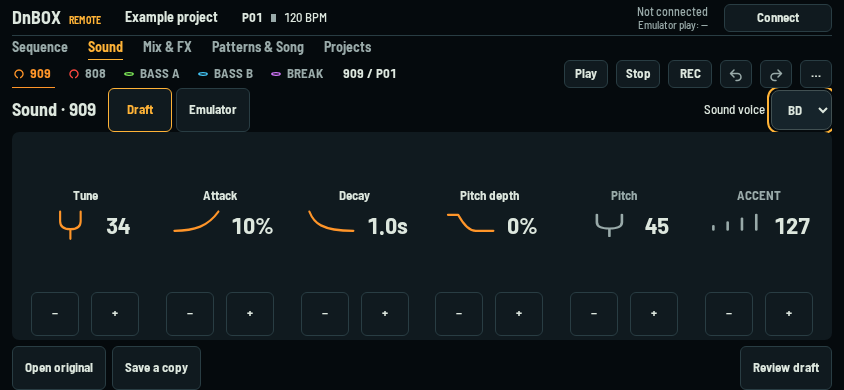 DnBOX REMOTE Example project P01 120 BPM Not connected Connect
Emulator play: —
Sequence Sound Mix & FX Patterns & Song Projects
909 808 BASS A BASS B BREAK 909 / P01 Play Stop REC ...
Sound · 909 Draft Emulator Sound voice BD
Tune Attack Decay Pitch depth Pitch ACCENT
34 10% 1.0s 0% 45 127
− + − + − + − + − + − +
Open original Save a copy Review draft